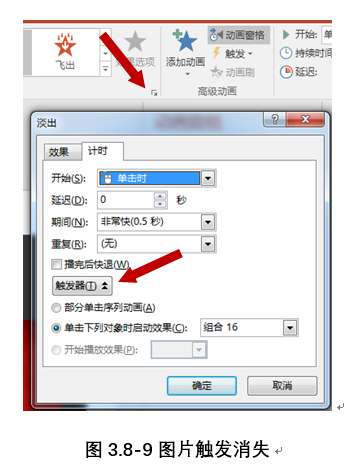 动画窗格
开始: 单
飞出
效果选项
添加动画
触发
持续时间
动画刷
延迟:
高级动画
淡出
效果
计时
开始(S):
单击时
延迟(D):
0
秒
期间(N):
非常快(0.5 秒)
重复(R):
(无)
播完后快退(W)
触发器(T)
部分单击序列动画(A)
单击下列对象时启动效果(C):
组合 16
开始播放效果(P):
确定
取消
图 3.8-9 图片触发消失